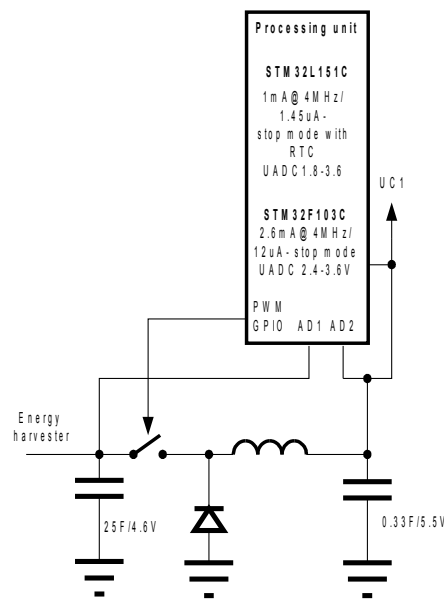 Processing unit
STM32L151C
1mA@ 4MHz/
1.45uA-
stop mode with
RTC
UADC1.8-3.6
UC1
STM32F103C
2.6mA@ 4MHz/
12uA- stop mode
UADC 2.4-3.6V
PWM
GPIO AD1 AD2
Energy
harvester
25F/4.6V
0.33F/5.5V